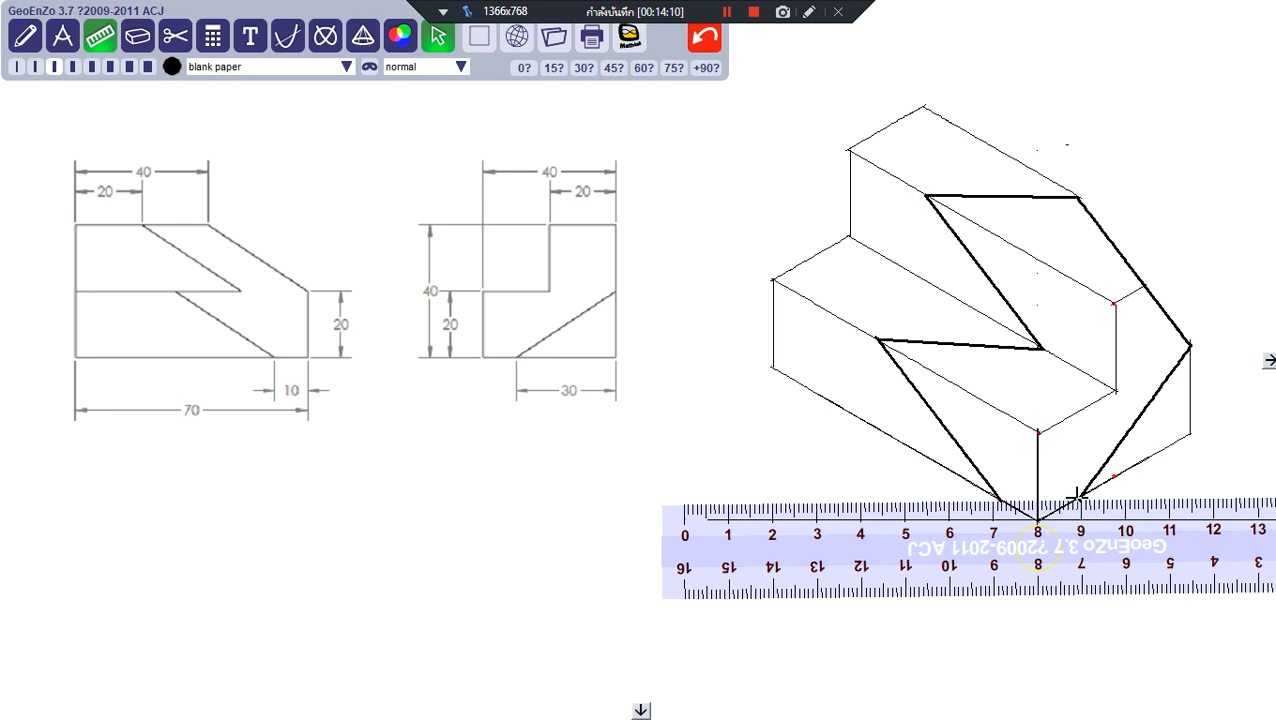 GeoEnZo 3.7 ?2009-2011 ACJ
1366x768 กำลังบันทึก [00:14:10]
T
MathAd
blank paper normal 0? 15? 30? 45? 60? 75? +90?
40 40
20 20
40
20 20
10 30
70
0 1 2 3 4 5 6 7 8 9 10 11 12 13
GeoEnZo 3.7 ?2009-2011 ACJ
16 15 14 13 12 11 10 9 8 7 6 5 4 3